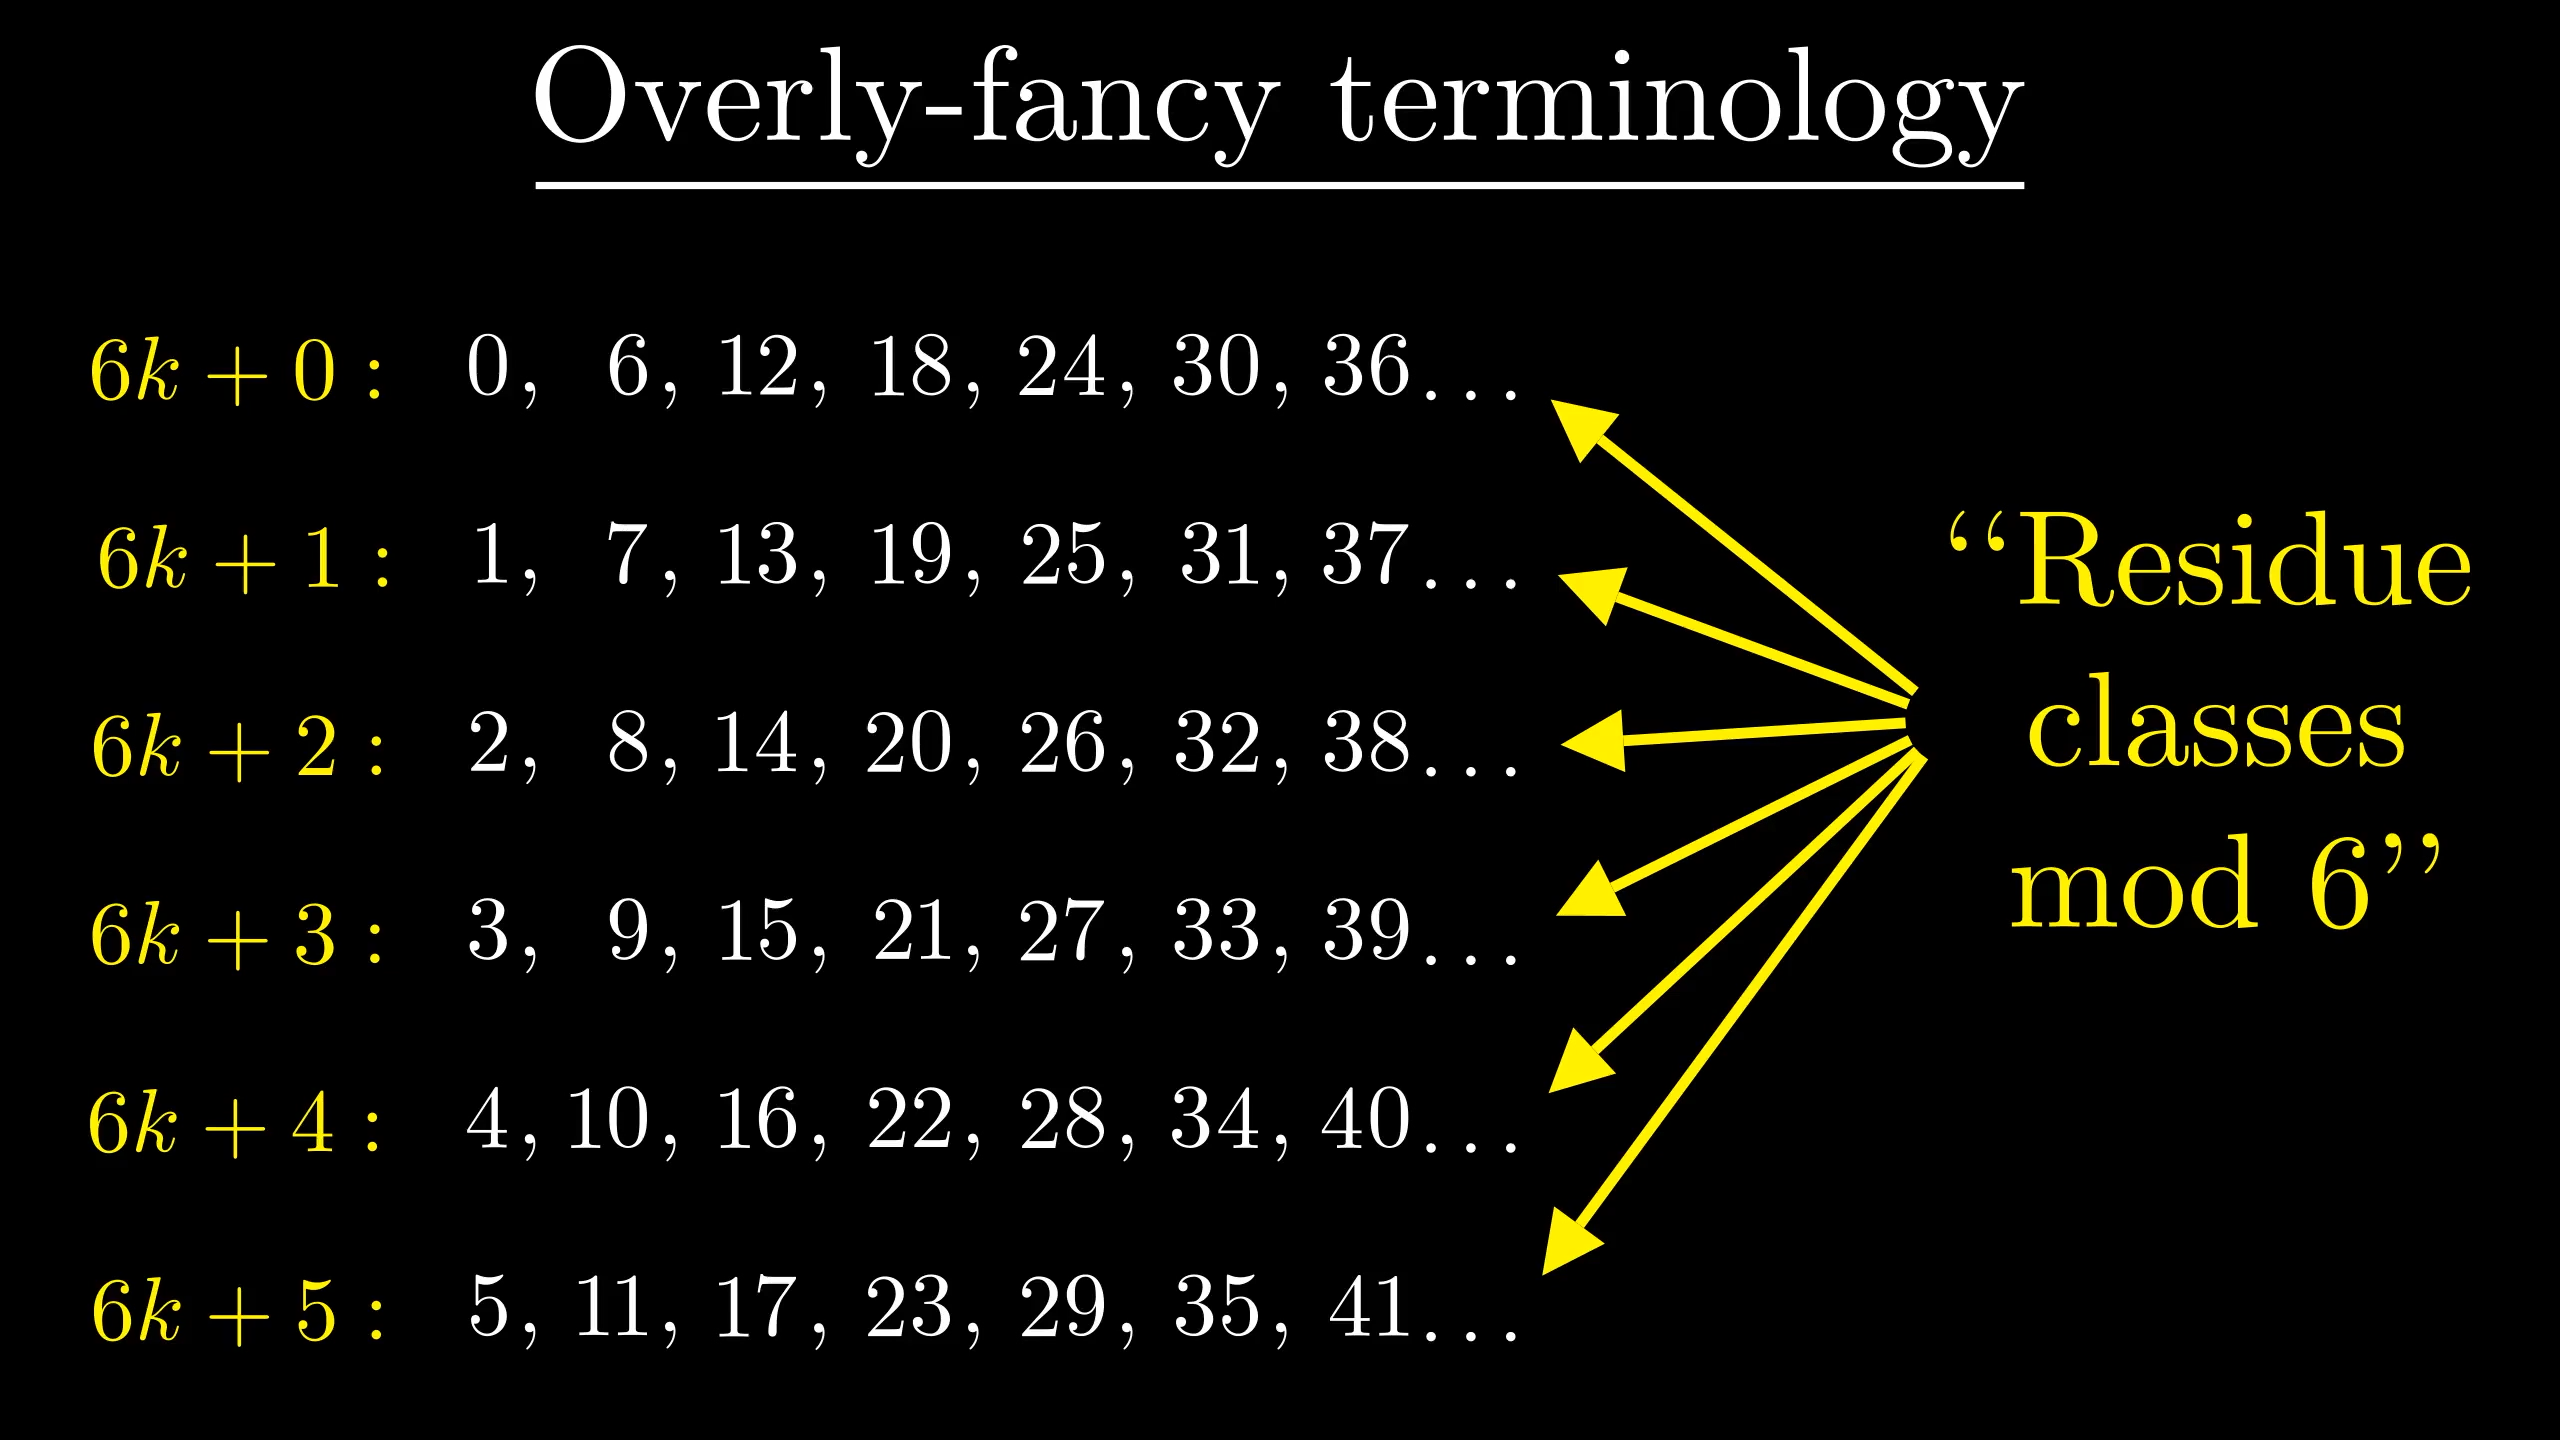 Overly-fancy terminology
6k + 0 : 0, 6, 12, 18, 24, 30, 36...
6k + 1 : 1, 7, 13, 19, 25, 31, 37...
6k + 2 : 2, 8, 14, 20, 26, 32, 38...
6k + 3 : 3, 9, 15, 21, 27, 33, 39...
6k + 4 : 4, 10, 16, 22, 28, 34, 40...
6k + 5 : 5, 11, 17, 23, 29, 35, 41...
“Residue
classes
mod 6”